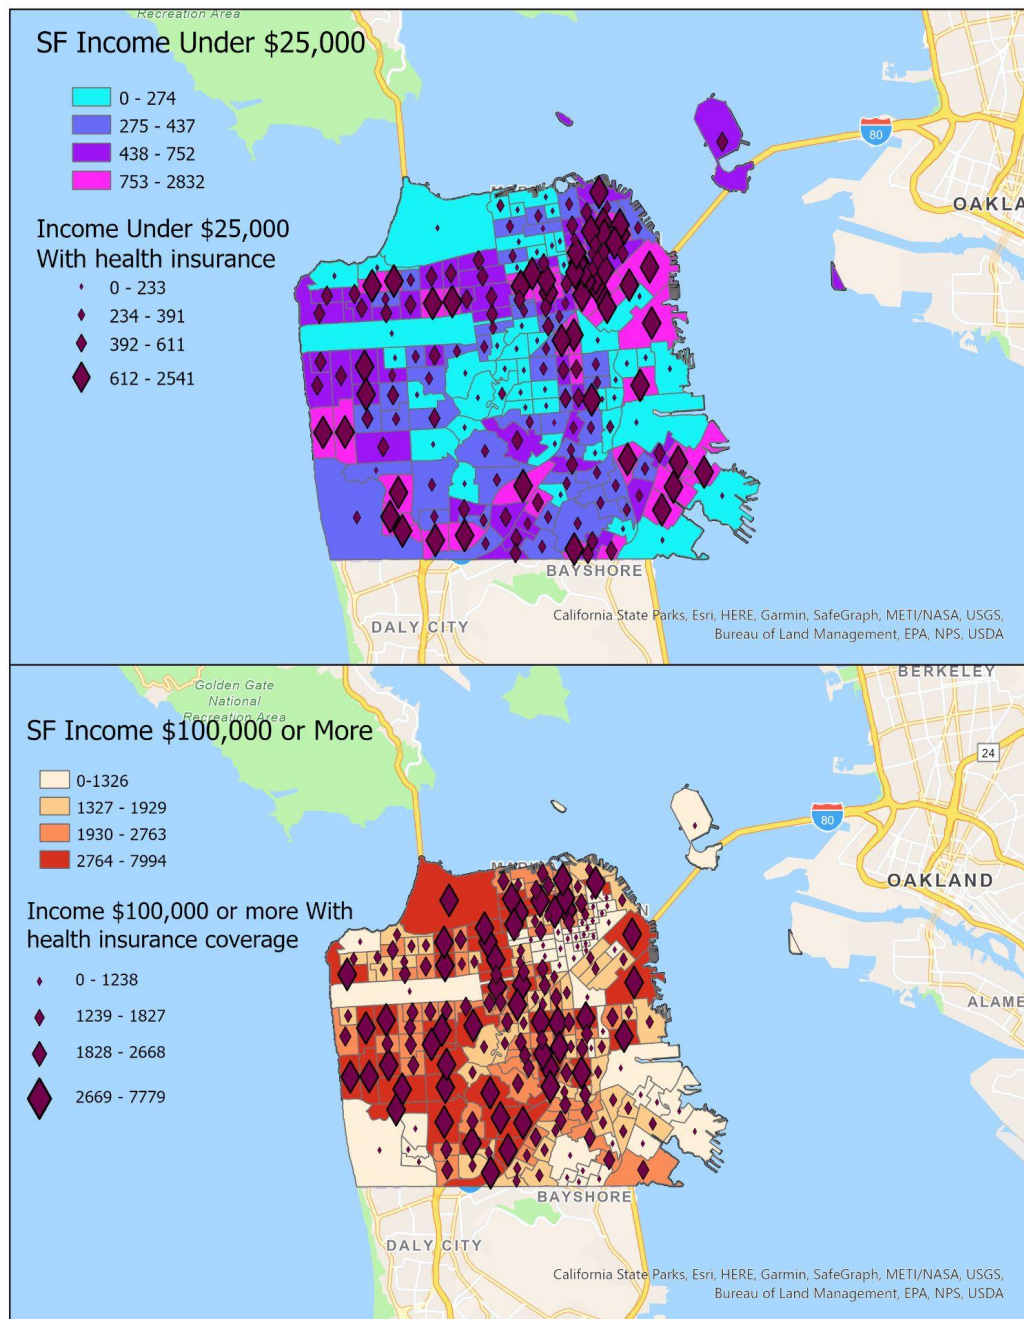 Recreation Area
SF Income Under $25,000
0 - 274
275 - 437
438 - 752
753 - 2832
Income Under $25,000
With health insurance
0 - 233
234 - 391
392 - 611
612 - 2541
80
OAKLA
BAYSHORE
DALY CITY
California State Parks, Esri, HERE, Garmin, SafeGraph, METI/NASA, USGS,
Bureau of Land Management, EPA, NPS, USDA
BERKELEY
Golden Gate
National
Recreation Area
SF Income $100,000 or More
24
0-1326
1327 - 1929
1930 - 2763
2764 - 7994
80
OAKLAND
Income $100,000 or more With
health insurance coverage
0 - 1238
1239 - 1827
1828 - 2668
2669 - 7779
N
ALAME
BAYSHORE
DALY CITY
California State Parks, Esri, HERE, Garmin, SafeGraph, METI/NASA, USGS,
Bureau of Land Management, EPA, NPS, USDA